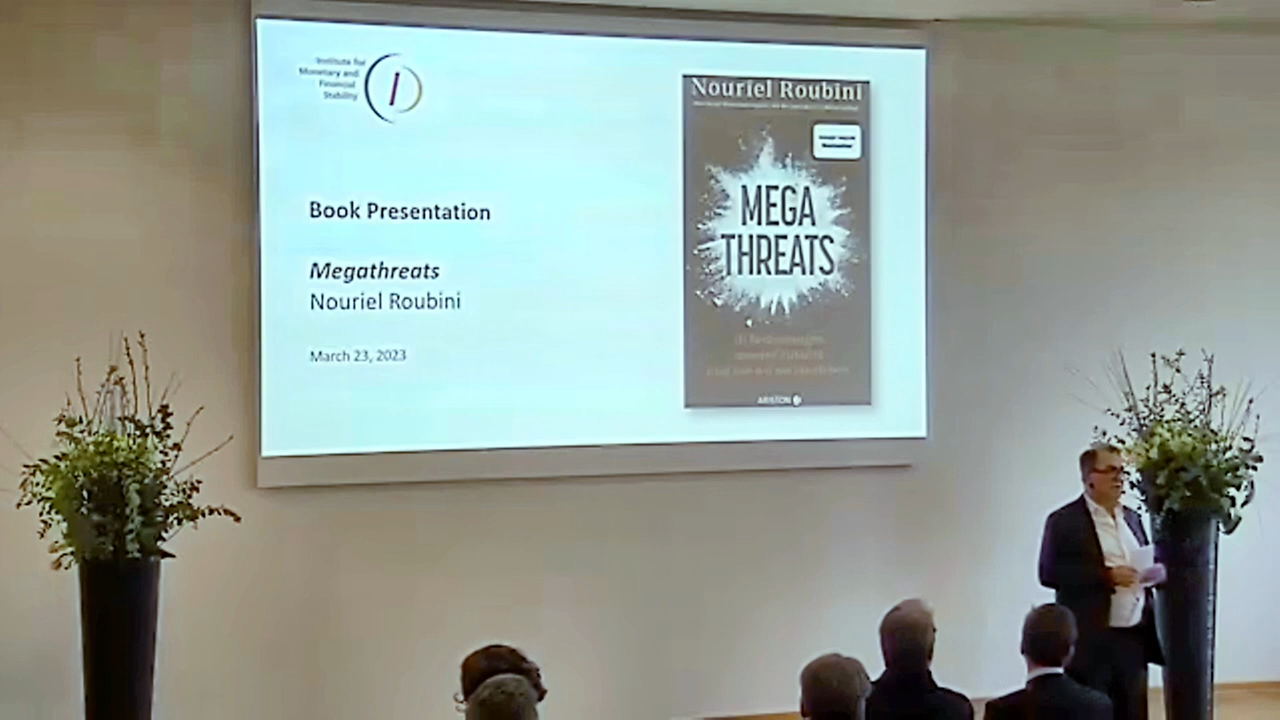 Institute for
Monetary and
Financial
Stability
Book Presentation
Megathreats
Nouriel Roubini
March 23, 2023
Nouriel Roubini
MEGA
THREATS
ARISTON